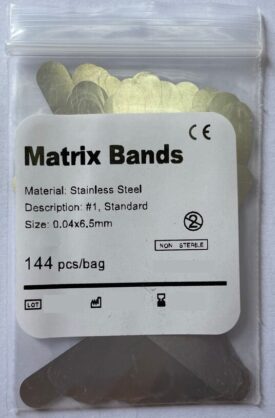 CE
Matrix Bands
Material: Stainless Steel
Description: #1, Standard
Size: 0.04x6.5mm
2
NON STERILE
144 pcs/bag
LOT